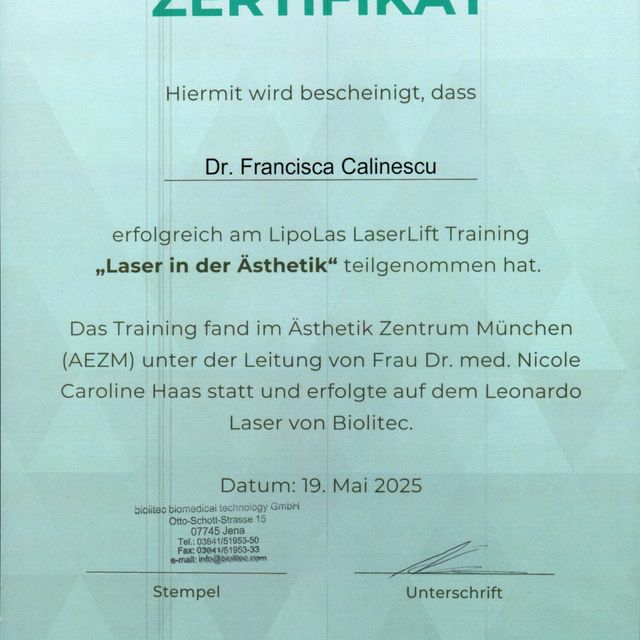 ZERTIFIKAT
Hiermit wird bescheinigt, dass
Dr. Francisca Calinescu
erfolgreich am LipoLas LaserLift Training
„Laser in der Ästhetik“ teilgenommen hat.
Das Training fand im Ästhetik Zentrum München
(AEZM) unter der Leitung von Frau Dr. med. Nicole
Caroline Haas statt und erfolgte auf dem Leonardo
Laser von Biolitec.
Datum: 19. Mai 2025
biolitec biomedical technology GmbH
Otto-Schott-Strasse 15
07745 Jena
Tel.: 03641/51953-50
Fax: 03641/51953-33
e-mail: info@biolitec.com
Stempel
Unterschrift